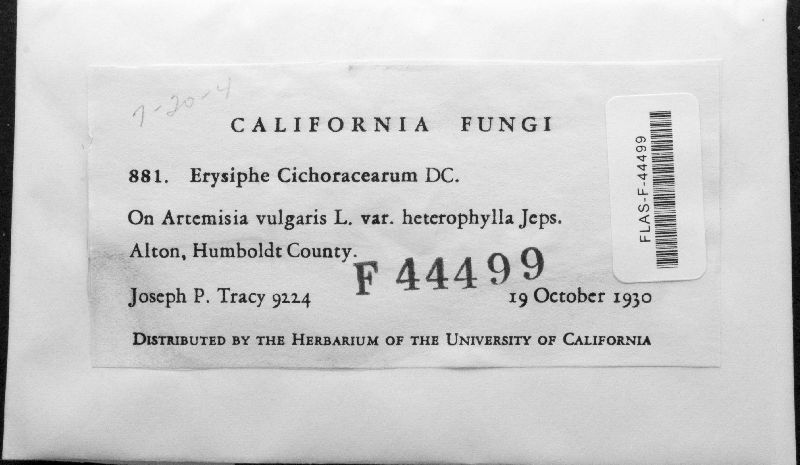 7-20-4
CALIFORNIA FUNGI
881. Erysiphe Cichoracearum DC.
On Artemisia vulgaris L. var. heterophylla Jeps.
Alton, Humboldt County.
F 44499
Joseph P. Tracy 9224 19 October 1930
DISTRIBUTED BY THE HERBARIUM OF THE UNIVERSITY OF CALIFORNIA
FLAS-F-44499